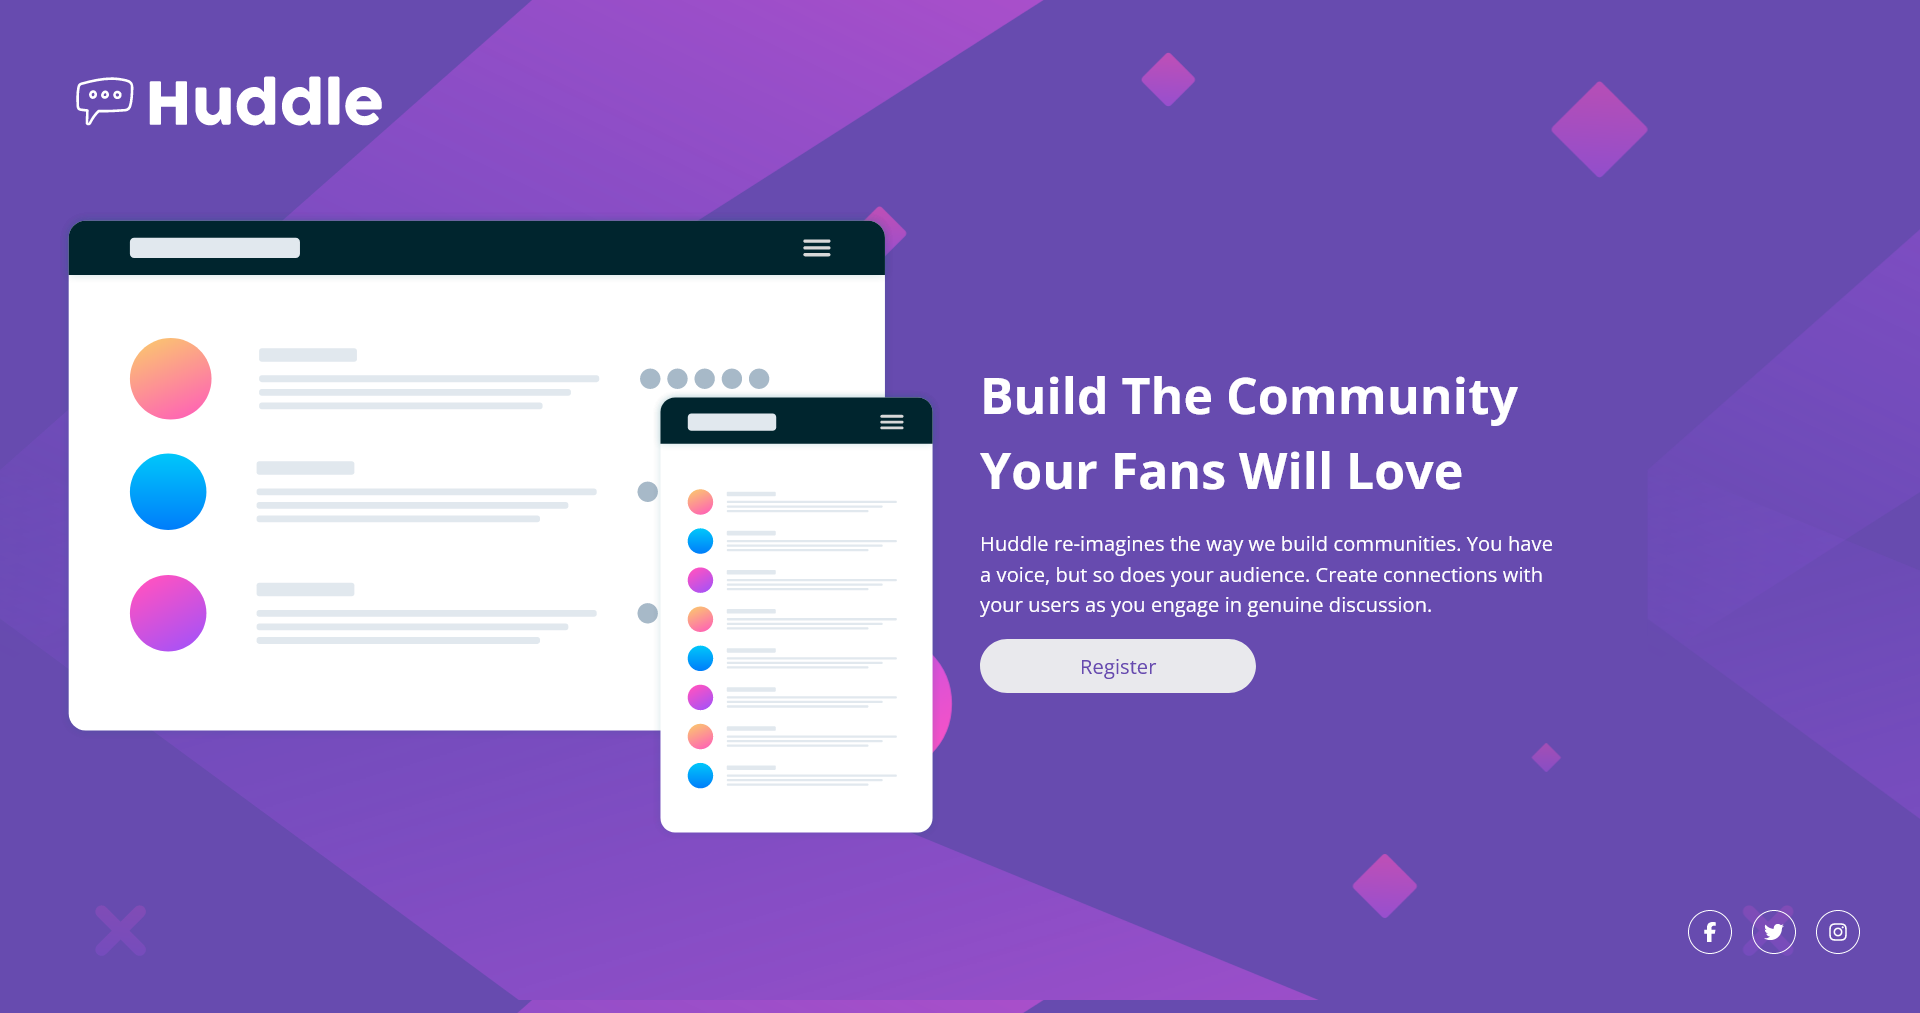 Huddle
Build The Community
Your Fans Will Love
Huddle re-imagines the way we build communities. You have
a voice, but so does your audience. Create connections with
your users as you engage in genuine discussion.
Register